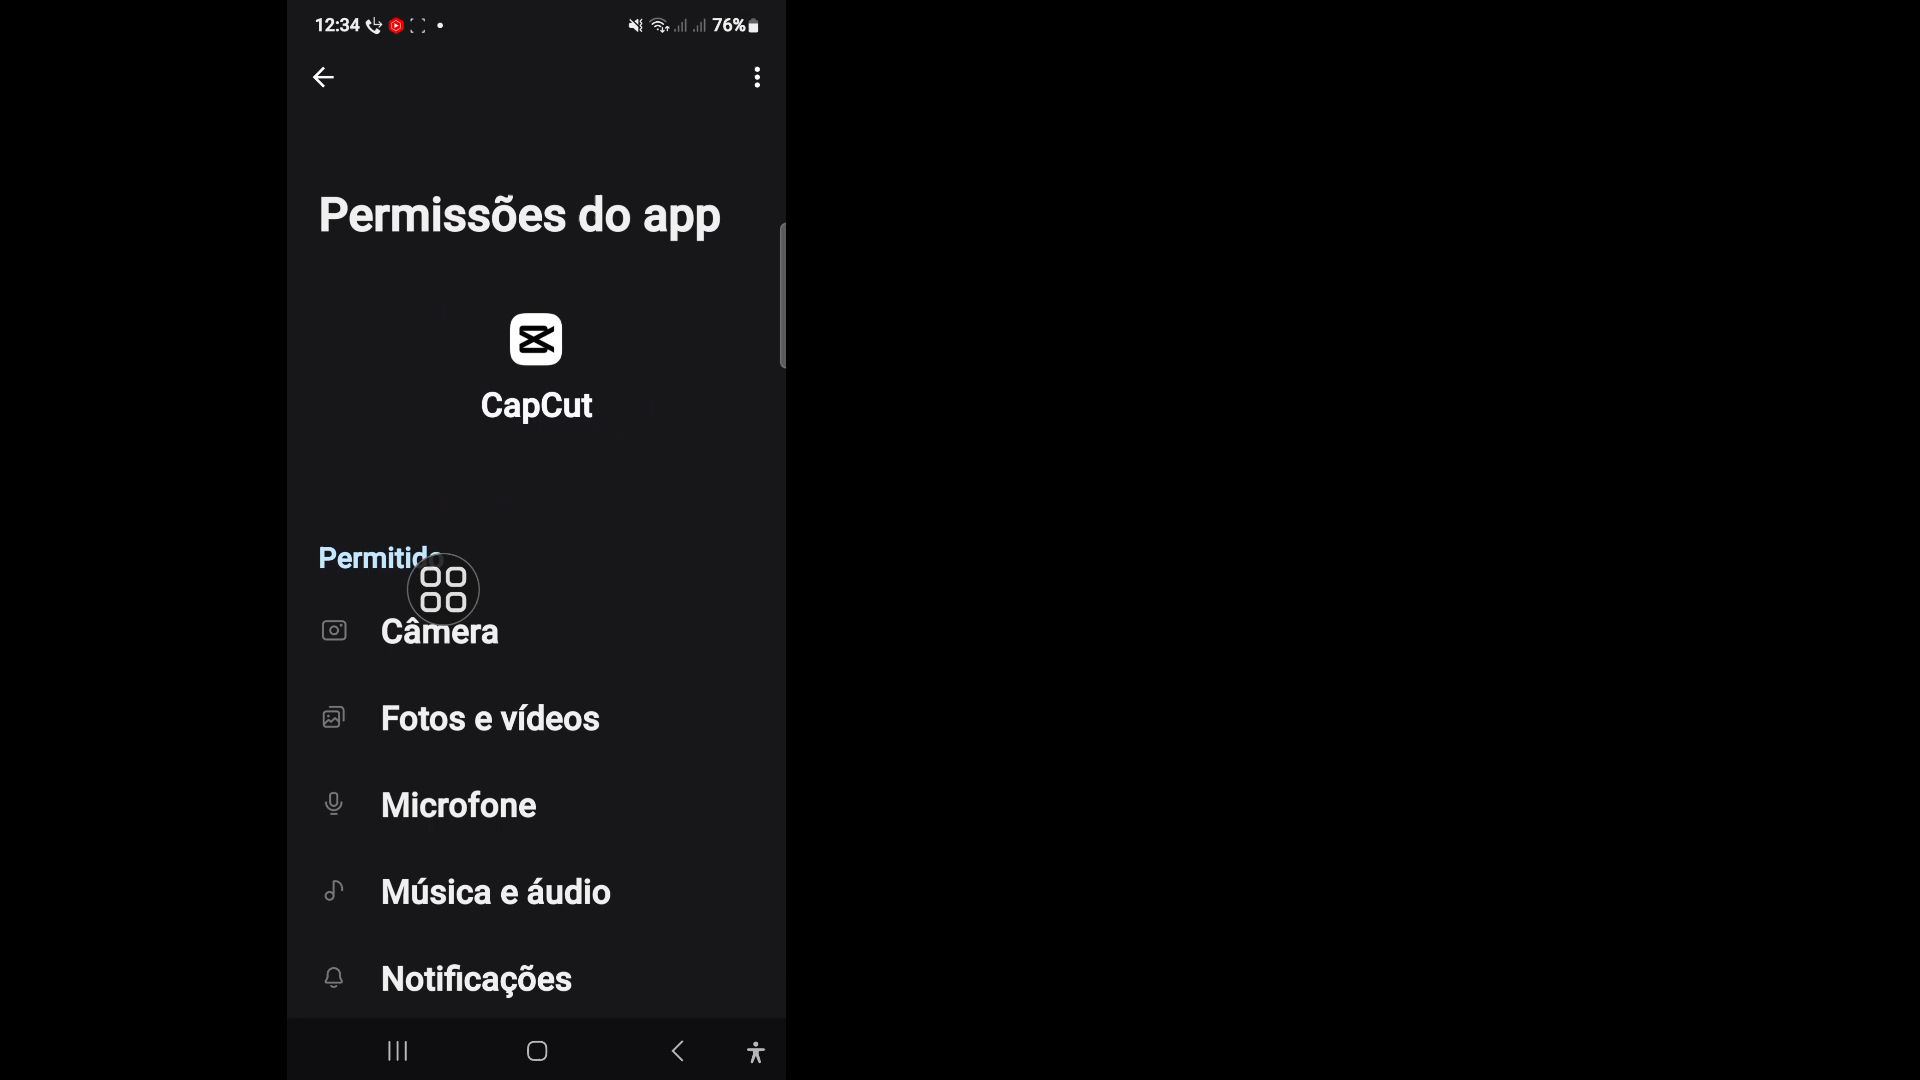 12:34
76%
Permissões do app
CapCut
Permitido
Câmera
Fotos e vídeos
Microfone
Música e áudio
Notificações